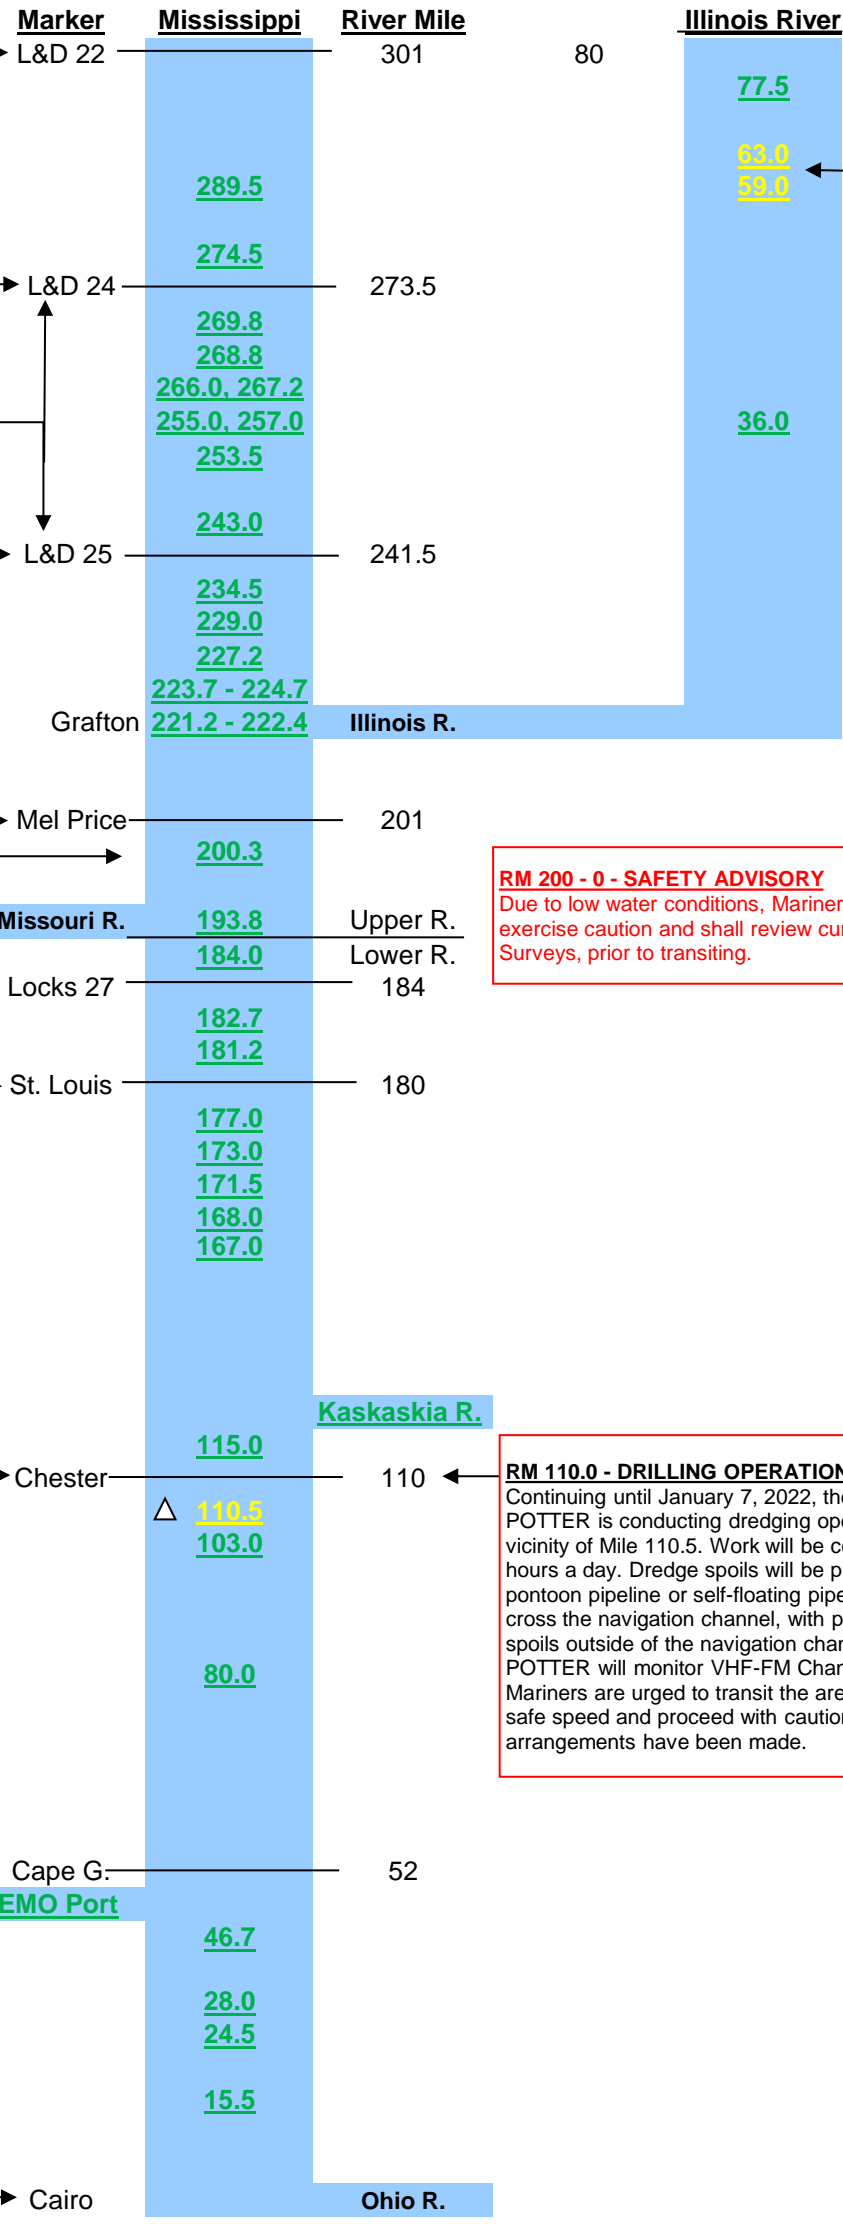 Marker Mississippi River Mile Illinois River
L&D 22 301 80
77.5
63.0
289.5 59.0
274.5
L&D 24 273.5
269.8
268.8
266.0, 267.2
255.0, 257.0 36.0
253.5
243.0
L&D 25 241.5
234.5
229.0
227.2
223.7 - 224.7
Grafton 221.2 - 222.4 Illinois R.
Mel Price 201
200.3
RM 200 - 0 - SAFETY ADVISORY
Due to low water conditions, Mariner
exercise caution and shall review cu
Surveys, prior to transiting.
Missouri R. 193.8 Upper R.
184.0 Lower R.
Locks 27 184
182.7
181.2
St. Louis 180
177.0
173.0
171.5
168.0
167.0
Kaskaskia R.
115.0
Chester 110
RM 110.0 - DRILLING OPERATION
Continuing until January 7, 2022, the
POTTER is conducting dredging ope
vicinity of Mile 110.5. Work will be co
hours a day. Dredge spoils will be p
pontoon pipeline or self-floating pipe
cross the navigation channel, with p
spoils outside of the navigation chan
POTTER will monitor VHF-FM Chan
Mariners are urged to transit the are
safe speed and proceed with caution
arrangements have been made.
110.5
103.0
80.0
Cape G. 52
EMO Port
46.7
28.0
24.5
15.5
Cairo Ohio R.